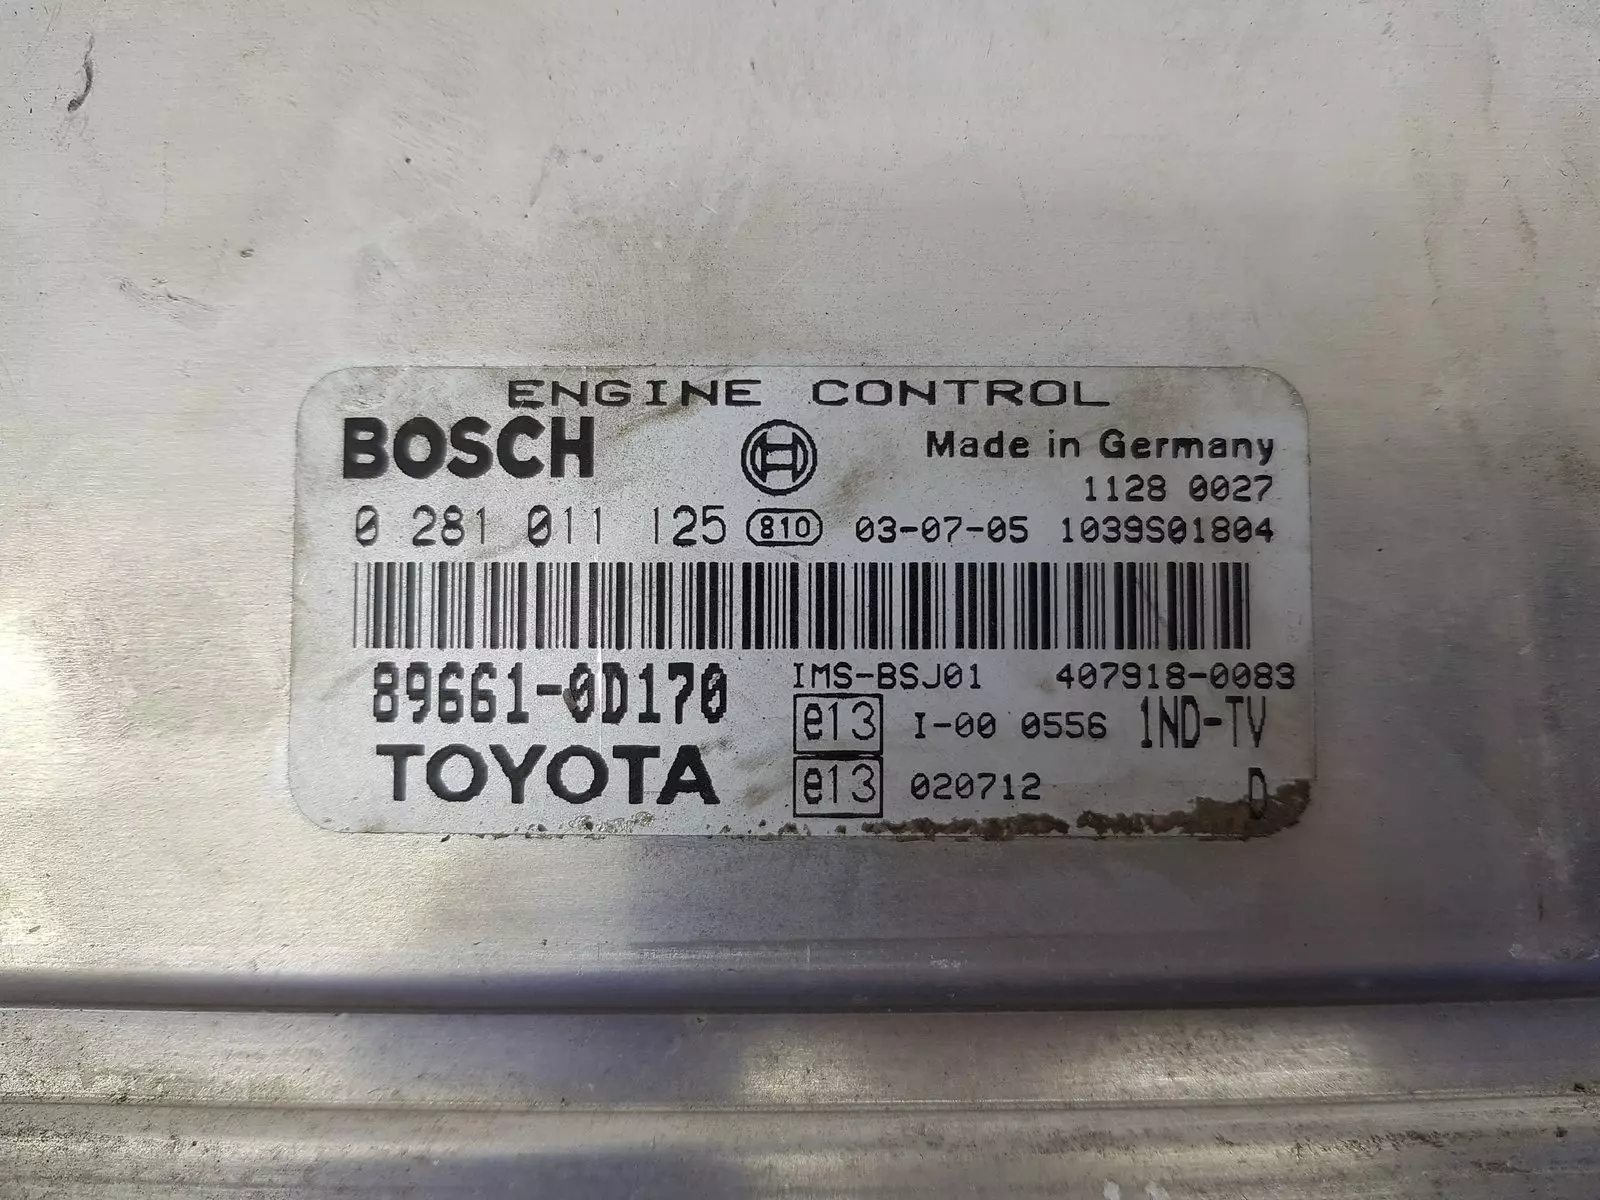 ENGINE CONTROL
BOSCH
Made in Germany
1128 0027
0 281 011 125 810 03-07-05 1039S01804
89661-0D170 IMS-BSJ01 407918-0083
e13 I-00 0556 1ND-TV
TOYOTA e13 020712 D